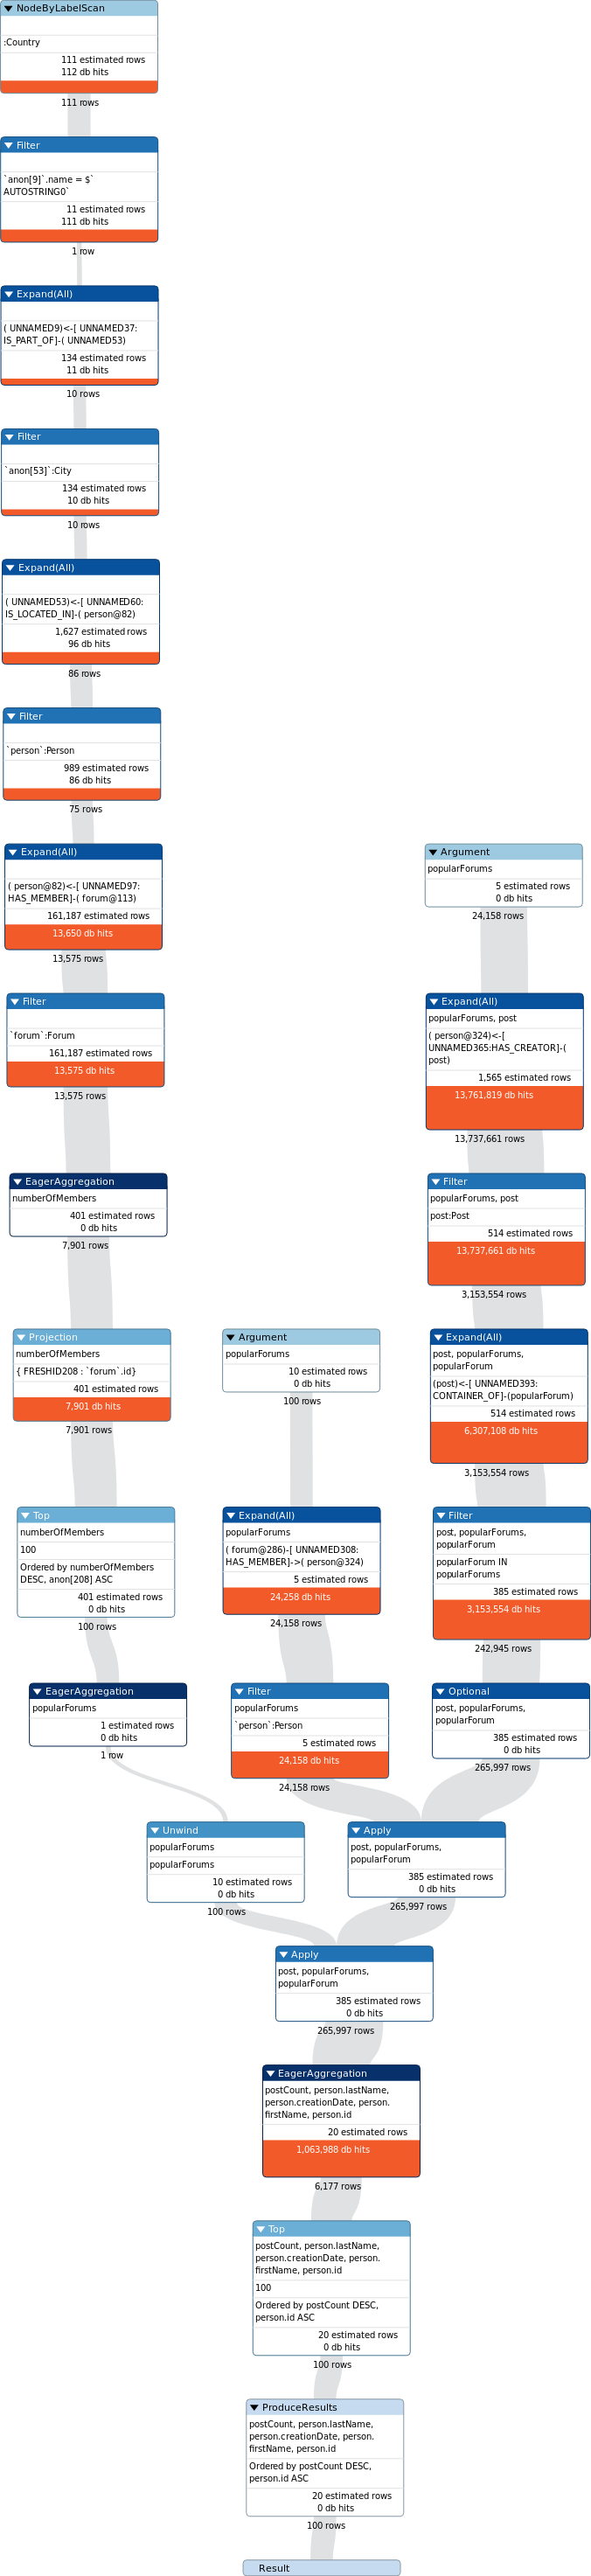 NodeByLabelScan
:Country
111 estimated rows
112 db hits
111 rows
Filter
`anon[9]`.name = $`
AUTOSTRING0`
11 estimated rows
111 db hits
1 row
Expand(All)
( UNNAMED9)<-[ UNNAMED37:
IS_PART_OF]-( UNNAMED53)
134 estimated rows
11 db hits
10 rows
Filter
`anon[53]`:City
134 estimated rows
10 db hits
10 rows
Expand(All)
( UNNAMED53)<-[ UNNAMED60:
IS_LOCATED_IN]-( person@82)
1,627 estimated rows
96 db hits
86 rows
Filter
`person`:Person
989 estimated rows
86 db hits
75 rows
Expand(All)
( person@82)<-[ UNNAMED97:
HAS_MEMBER]-( forum@113)
161,187 estimated rows
13,650 db hits
13,575 rows
Filter
`forum`:Forum
161,187 estimated rows
13,575 db hits
13,575 rows
EagerAggregation
numberOfMembers
401 estimated rows
0 db hits
7,901 rows
Projection
numberOfMembers
{ FRESHID208 : `forum`.id}
401 estimated rows
7,901 db hits
7,901 rows
Top
numberOfMembers
100
Ordered by numberOfMembers
DESC, anon[208] ASC
401 estimated rows
0 db hits
100 rows
EagerAggregation
popularForums
1 estimated rows
0 db hits
1 row
Unwind
popularForums
popularForums
10 estimated rows
0 db hits
100 rows
Argument
popularForums
10 estimated rows
0 db hits
100 rows
Expand(All)
popularForums
( forum@286)-[ UNNAMED308:
HAS_MEMBER]->( person@324)
5 estimated rows
24,258 db hits
24,158 rows
Filter
popularForums
`person`:Person
5 estimated rows
24,158 db hits
24,158 rows
Argument
popularForums
5 estimated rows
0 db hits
24,158 rows
Expand(All)
popularForums, post
( person@324)<-[
UNNAMED365:HAS_CREATOR]-(
post)
1,565 estimated rows
13,761,819 db hits
13,737,661 rows
Filter
popularForums, post
post:Post
514 estimated rows
13,737,661 db hits
3,153,554 rows
Expand(All)
post, popularForums,
popularForum
(post)<-[ UNNAMED393:
CONTAINER_OF]-(popularForum)
514 estimated rows
6,307,108 db hits
3,153,554 rows
Filter
post, popularForums,
popularForum
popularForum IN
popularForums
385 estimated rows
3,153,554 db hits
242,945 rows
Optional
post, popularForums,
popularForum
385 estimated rows
0 db hits
265,997 rows
Apply
post, popularForums,
popularForum
385 estimated rows
0 db hits
265,997 rows
Apply
post, popularForums,
popularForum
385 estimated rows
0 db hits
265,997 rows
EagerAggregation
postCount, person.lastName,
person.creationDate, person.
firstName, person.id
20 estimated rows
1,063,988 db hits
6,177 rows
Top
postCount, person.lastName,
person.creationDate, person.
firstName, person.id
100
Ordered by postCount DESC,
person.id ASC
20 estimated rows
0 db hits
100 rows
ProduceResults
postCount, person.lastName,
person.creationDate, person.
firstName, person.id
Ordered by postCount DESC,
person.id ASC
20 estimated rows
0 db hits
100 rows
Result